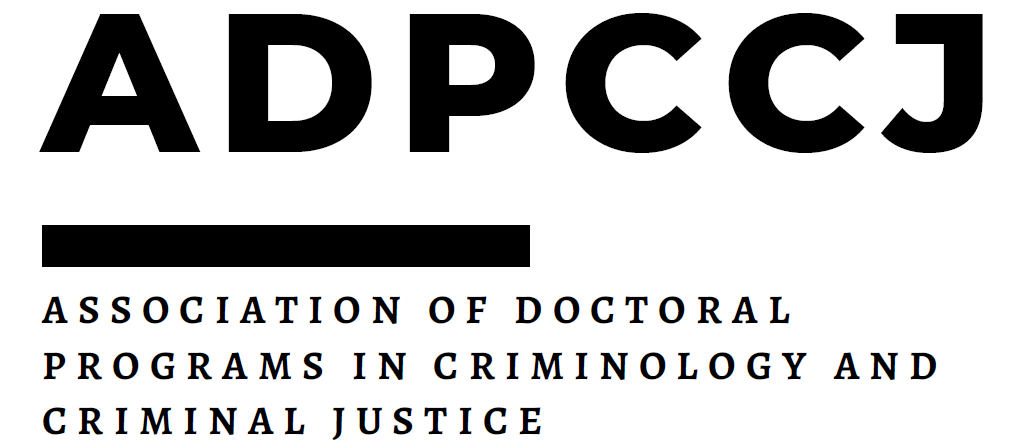 ADPCCJ
ASSOCIATION OF DOCTORAL
PROGRAMS IN CRIMINOLOGY AND
CRIMINAL JUSTICE